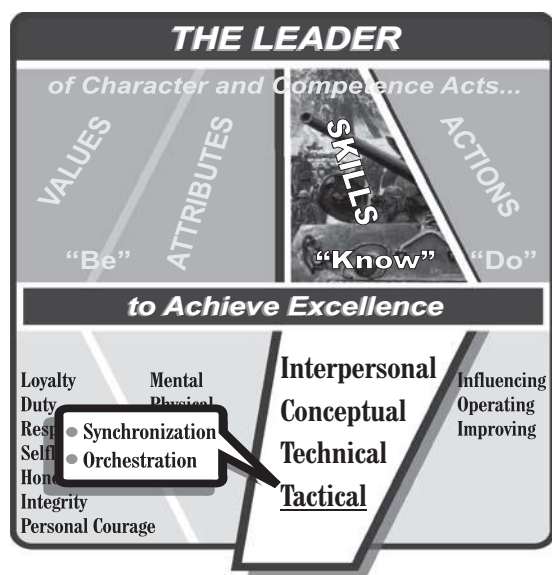 THE LEADER
of Character and Competence Acts...
VALUES
ATTRIBUTES
SKILLS
ACTIONS
“Be”
“Know”
“Do”
to Achieve Excellence
Loyalty
Duty
Integrity
Personal Courage
Mental
Synchronization
Orchestration
Interpersonal
Conceptual
Technical
Tactical
Influencing
Operating
Improving